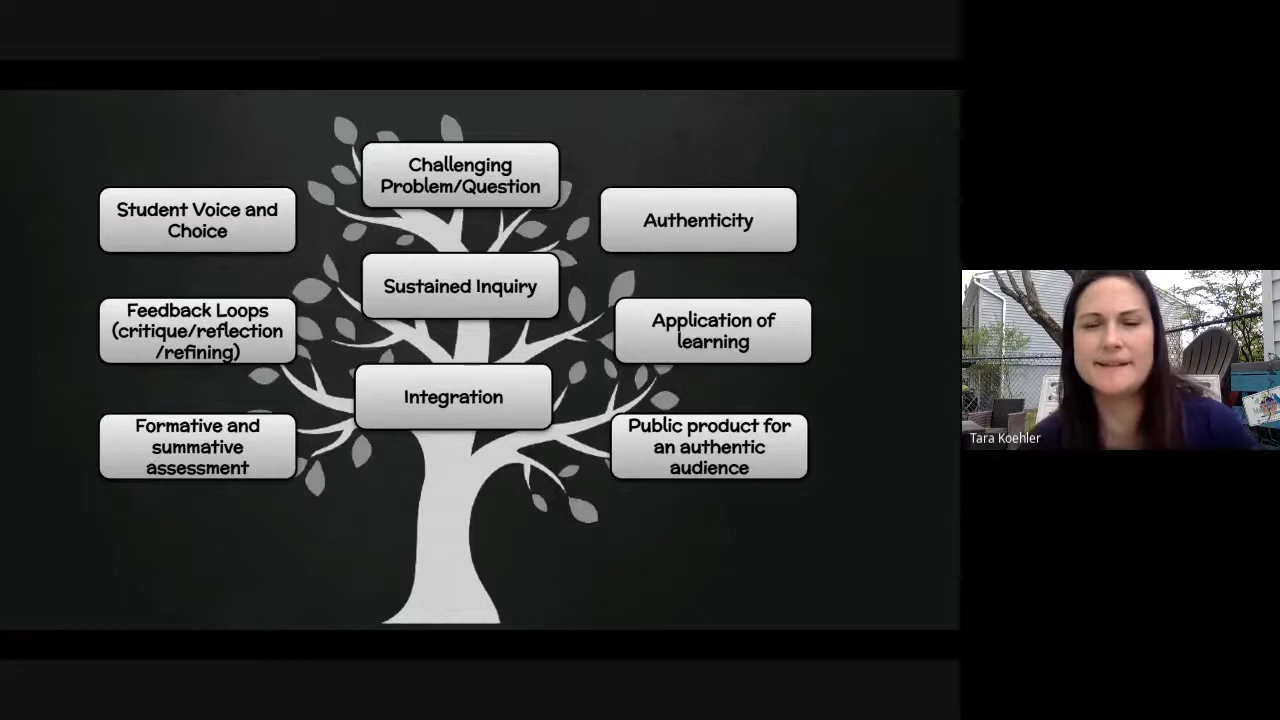 Challenging
Problem/Question
Student Voice and
Choice
Authenticity
Sustained Inquiry
Feedback Loops
(critique/reflection
/refining)
Application of
learning
Integration
Formative and
summative
assessment
Public product for
an authentic
audience
Tara Koehler